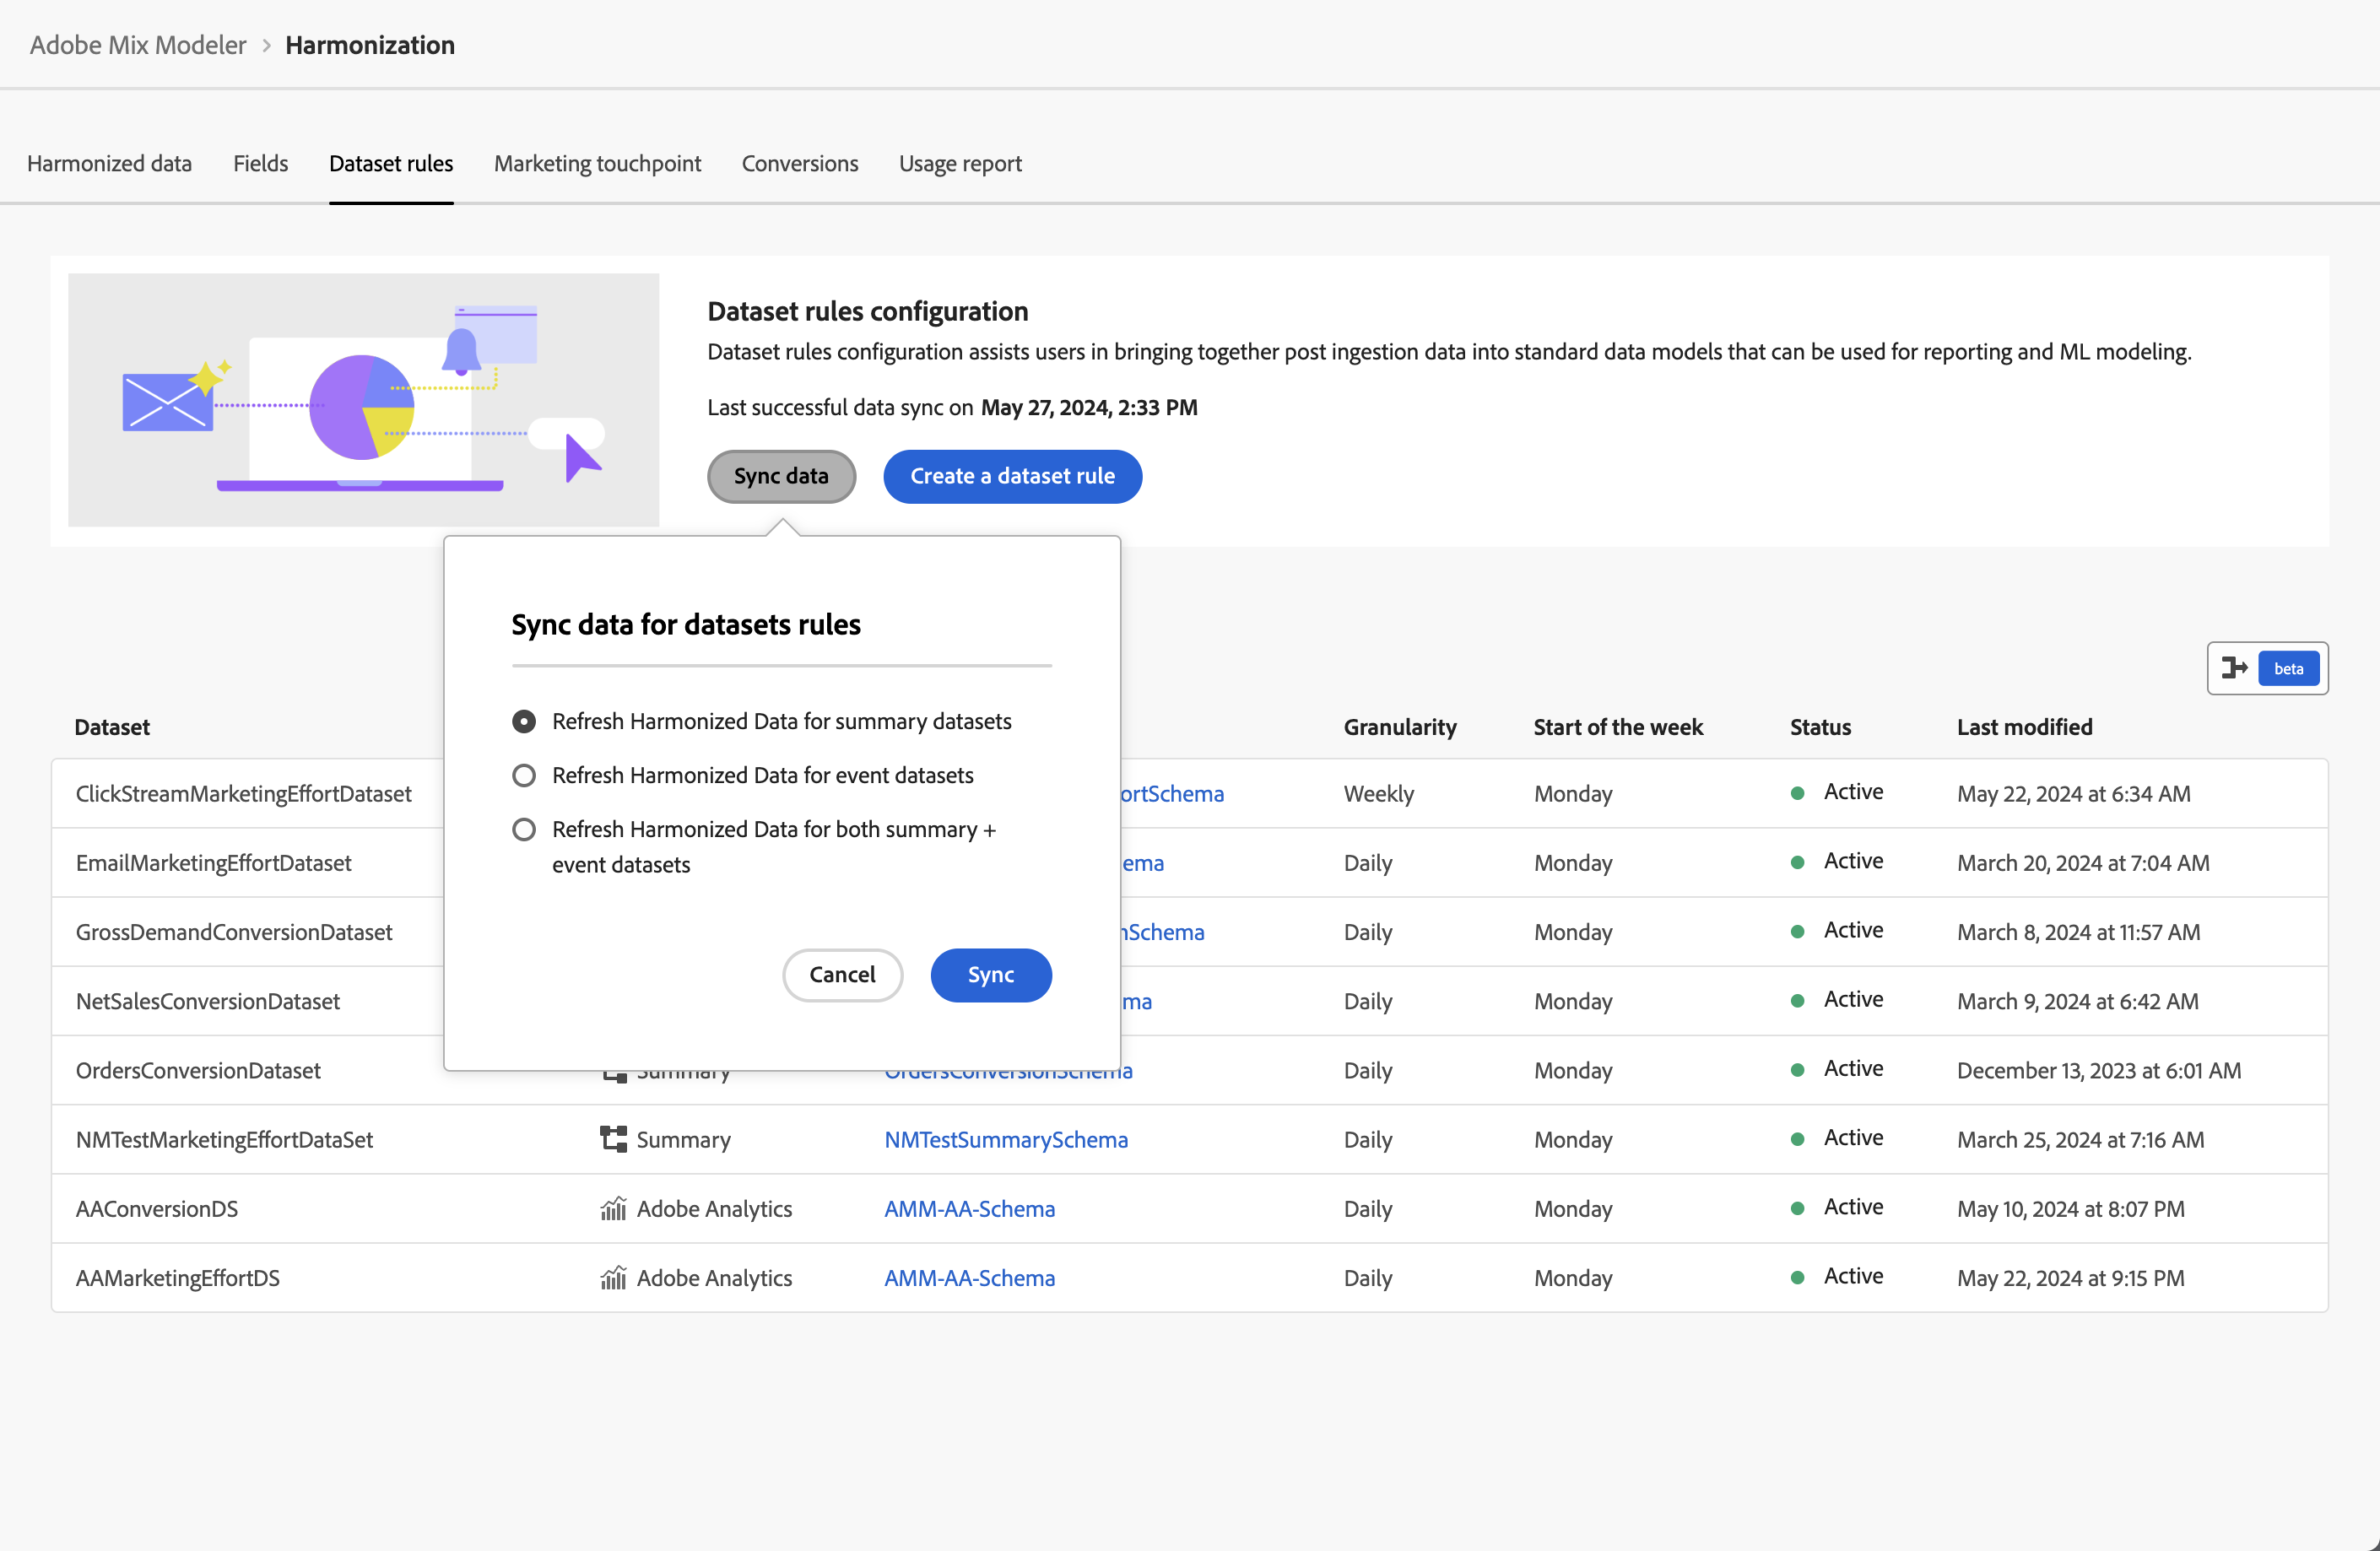 Adobe Mix Modeler > Harmonization
Harmonized data Fields Dataset rules Marketing touchpoint Conversions Usage report
Dataset rules configuration
Dataset rules configuration assists users in bringing together post ingestion data into standard data models that can be used for reporting and ML modeling.
Last successful data sync on May 27, 2024, 2:33 PM
Sync data Create a dataset rule
Sync data for datasets rules
Refresh Harmonized Data for summary datasets
Refresh Harmonized Data for event datasets
Refresh Harmonized Data for both summary +
event datasets
Cancel Sync
beta
Dataset Granularity Start of the week Status Last modified
ClickStreamMarketingEffortDataset ortSchema Weekly Monday Active May 22, 2024 at 6:34 AM
EmailMarketingEffortDataset ema Daily Monday Active March 20, 2024 at 7:04 AM
GrossDemandConversionDataset nSchema Daily Monday Active March 8, 2024 at 11:57 AM
NetSalesConversionDataset ma Daily Monday Active March 9, 2024 at 6:42 AM
OrdersConversionDataset Summary OrdersConversionSchema Daily Monday Active December 13, 2023 at 6:01 AM
NMTestMarketingEffortDataSet Summary NMTestSummarySchema Daily Monday Active March 25, 2024 at 7:16 AM
AAConversionDS Adobe Analytics AMM-AA-Schema Daily Monday Active May 10, 2024 at 8:07 PM
AAMarketingEffortDS Adobe Analytics AMM-AA-Schema Daily Monday Active May 22, 2024 at 9:15 PM